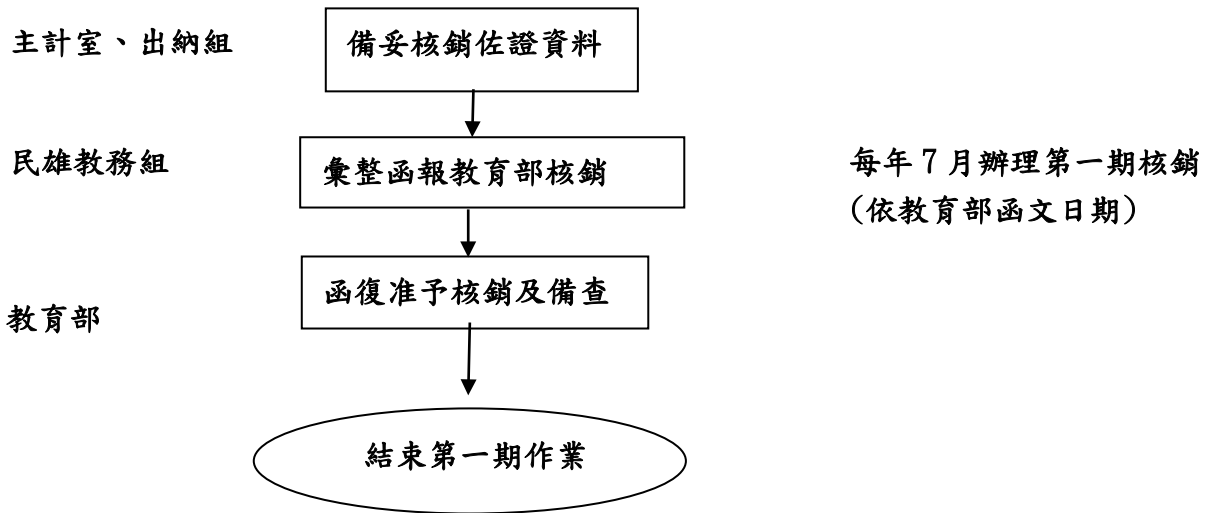 主計室、出納組
備妥核銷佐證資料
民雄教務組
彙整函報教育部核銷
每年 7 月辦理第一期核銷
(依教育部函文日期)
教育部
函復准予核銷及備查
結束第一期作業